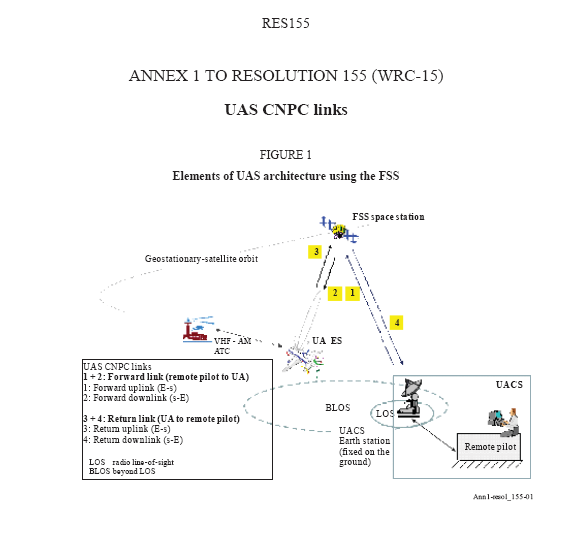 RES155
ANNEX 1 TO RESOLUTION 155 (WRC-15)
UAS CNPC links
FIGURE 1
Elements of UAS architecture using the FSS
FSS space station
3
Geostationary-satellite orbit
2
1
4
VHF - AM
ATC
UA ES
UAS CNPC links
1 + 2: Forward link (remote pilot to UA)
1: Forward uplink (E-s)
2: Forward downlink (s-E)
3 + 4: Return link (UA to remote pilot)
3: Return uplink (E-s)
4: Return downlink (s-E)
LOS radio line-of-sight
BLOS beyond LOS
UACS
BLOS
LOS
UACS
Earth station
(fixed on the
ground)
Remote pilot
Ann1-resol_155-01